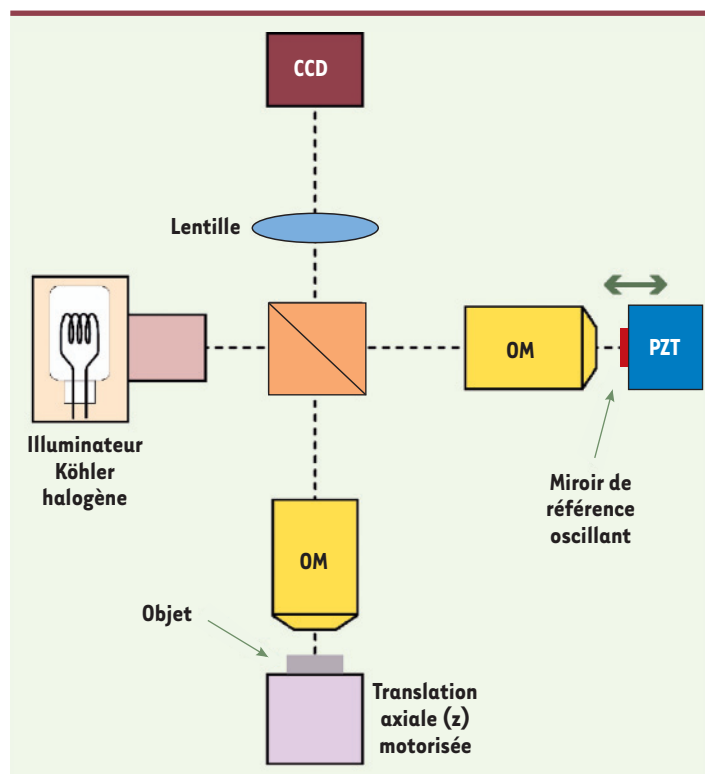 CCD
Lentille
OM
PZT
Illuminateur
Köhler
halogène
Miroir de
référence
oscillant
OM
Objet
Translation
axiale (z)
motorisée